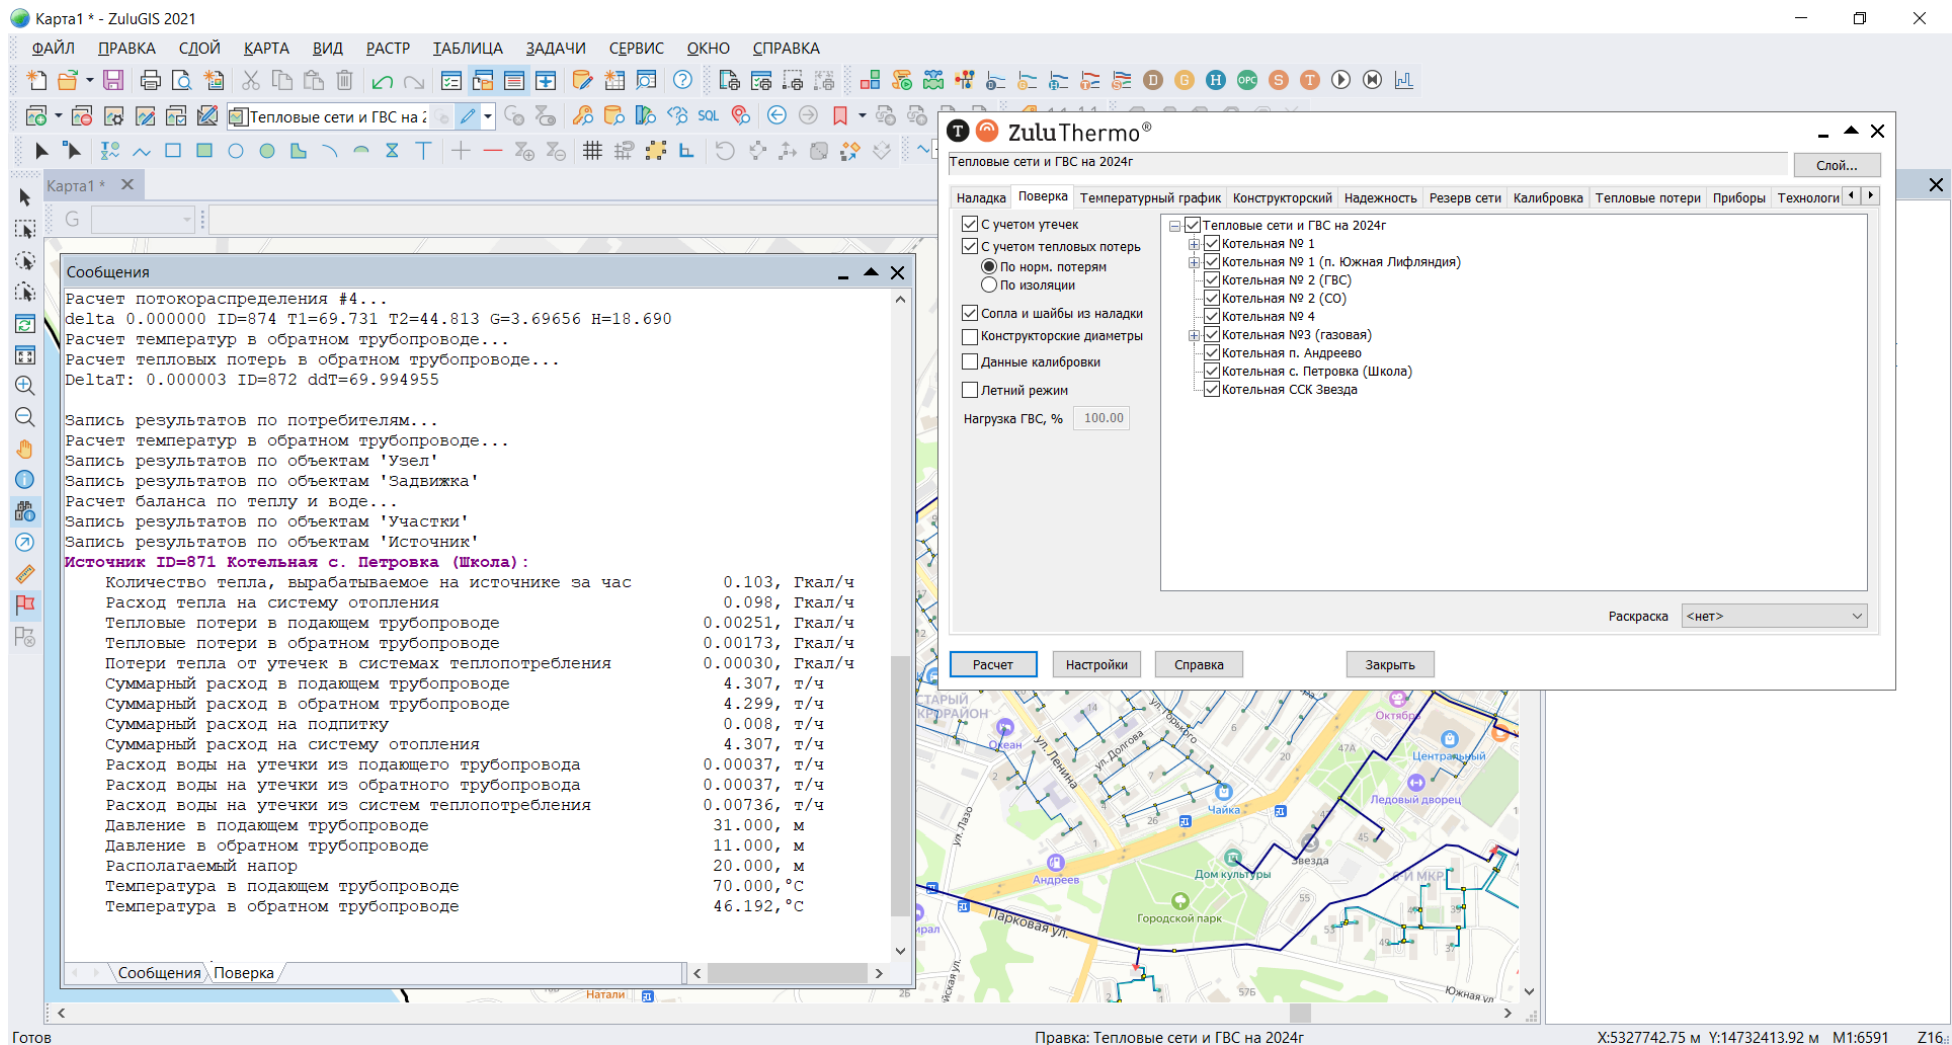 Карта1 * - ZuluGIS 2021
ФАЙЛ ПРАВКА СЛОЙ КАРТА ВИД РАСТР ТАБЛИЦА ЗАДАЧИ СЕРВИС ОКНО СПРАВКА
Тепловые сети и ГВС на 2
SQL
Карта1 *
G
Сообщения
Расчет потокораспределения #4...
delta 0.000000 ID=874 T1=69.731 T2=44.813 G=3.69656 H=18.690
Расчет температур в обратном трубопроводе...
Расчет тепловых потерь в обратном трубопроводе...
DeltaT: 0.000003 ID=872 ddT=69.994955
Запись результатов по потребителям...
Расчет температур в обратном трубопроводе...
Запись результатов по объектам 'Узел'
Запись результатов по объектам 'Задвижка'
Расчет баланса по теплу и воде...
Запись результатов по объектам 'Участки'
Запись результатов по объектам 'Источник'
Источник ID=871 Котельная с. Петровка (Школа):
Количество тепла, вырабатываемое на источнике за час 0.103, Гкал/ч
Расход тепла на систему отопления 0.098, Гкал/ч
Тепловые потери в подающем трубопроводе 0.00251, Гкал/ч
Тепловые потери в обратном трубопроводе 0.00173, Гкал/ч
Потери тепла от утечек в системах теплопотребления 0.00030, Гкал/ч
Суммарный расход в подающем трубопроводе 4.307, т/ч
Суммарный расход в обратном трубопроводе 4.299, т/ч
Суммарный расход на подпитку 0.008, т/ч
Суммарный расход на систему отопления 4.307, т/ч
Расход воды на утечки из подающего трубопровода 0.00037, т/ч
Расход воды на утечки из обратного трубопровода 0.00037, т/ч
Расход воды на утечки из систем теплопотребления 0.00736, т/ч
Давление в подающем трубопроводе 31.000, м
Давление в обратном трубопроводе 11.000, м
Располагаемый напор 20.000, м
Температура в подающем трубопроводе 70.000,°C
Температура в обратном трубопроводе 46.192,°C
Сообщения Поверка
ZuluThermo®
Тепловые сети и ГВС на 2024г
Слой...
Наладка Поверка Температурный график Конструкторский Надежность Резерв сети Калибровка Тепловые потери Приборы Технологи
С учетом утечек
С учетом тепловых потерь
По норм. потерям
По изоляции
Сопла и шайбы из наладки
Конструкторские диаметры
Данные калибровки
Летний режим
Нагрузка ГВС, % 100.00
Тепловые сети и ГВС на 2024г
Котельная № 1
Котельная № 1 (п. Южная Лифляндия)
Котельная № 2 (ГВС)
Котельная № 2 (СО)
Котельная № 4
Котельная №3 (газовая)
Котельная п. Андреево
Котельная с. Петровка (Школа)
Котельная ССК Звезда
Раскраска <нет>
Расчет Настройки Справка Закрыть
СТАРЫЙ
Океан
ул. Ленина
ул. Долгова
ул. Горького
Октябрь
Центральный
Ледовый дворец
Чайка
Звезда
Дом культуры
Андреев
Городской парк
Парковая ул.
ул. Лазо
Южная ул
Натали
47А
57Б
Готов
Правка: Тепловые сети и ГВС на 2024г
X:5327742.75 м Y:14732413.92 м М1:6591 Z16